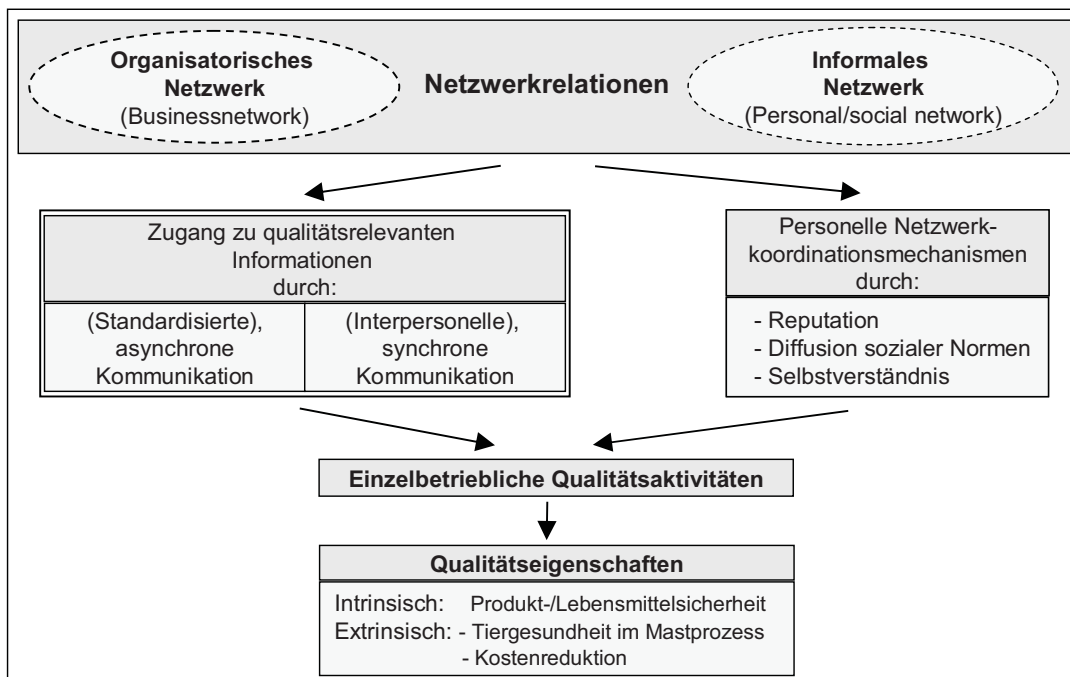 Organisatorisches
Netzwerk
(Businessnetwork)
Netzwerkrelationen
Informales
Netzwerk
(Personal/social network)
Zugang zu qualitätsrelevanten
Informationen
durch:
(Standardisierte),
asynchrone
Kommunikation
(Interpersonelle),
synchrone
Kommunikation
Personelle Netzwerk-
koordinationsmechanismen
durch:
- Reputation
- Diffusion sozialer Normen
- Selbstverständnis
Einzelbetriebliche Qualitätsaktivitäten
Qualitätseigenschaften
Intrinsisch: Produkt-/Lebensmittelsicherheit
Extrinsisch: - Tiergesundheit im Mastprozess
- Kostenreduktion